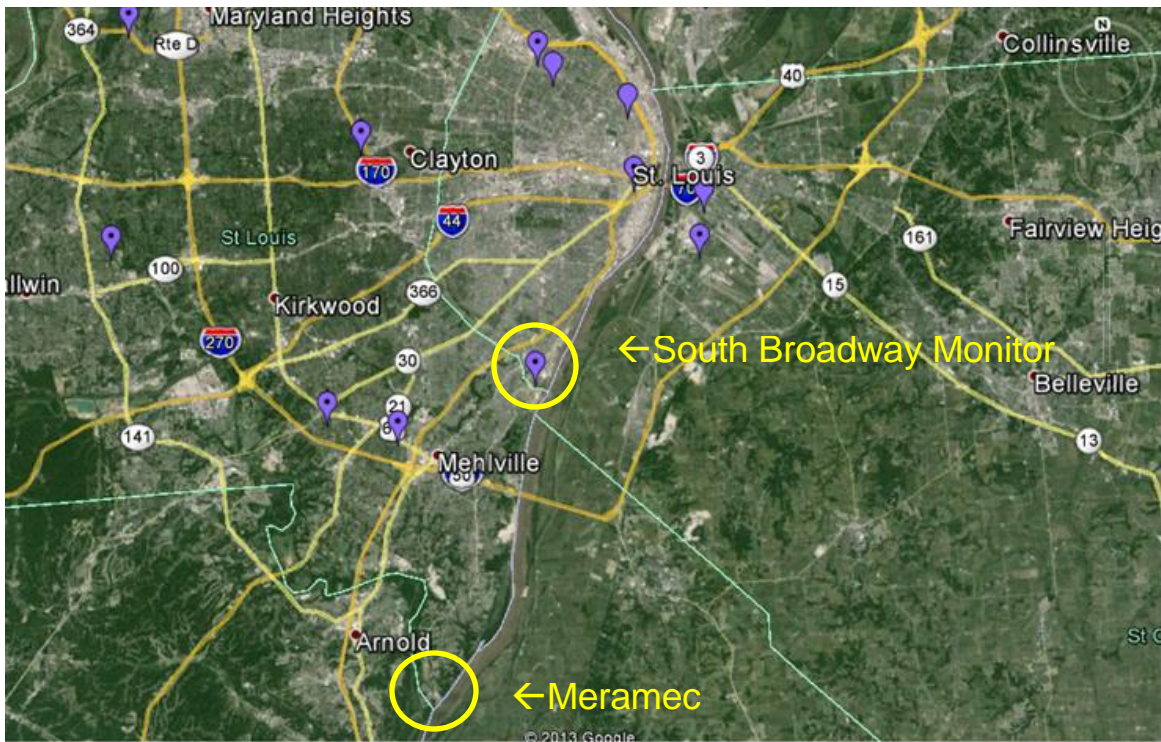 Maryland Heights
364
Rte D
N
Collinsville
40
Clayton
170
St. Louis
3
70
44
St Louis
161
Fairview Heig
100
llwin
Kirkwood
366
15
270
←South Broadway Monitor
30
Belleville
21
141
13
Mehlville
Arnold
St C
←Meramec
© 2013 Google